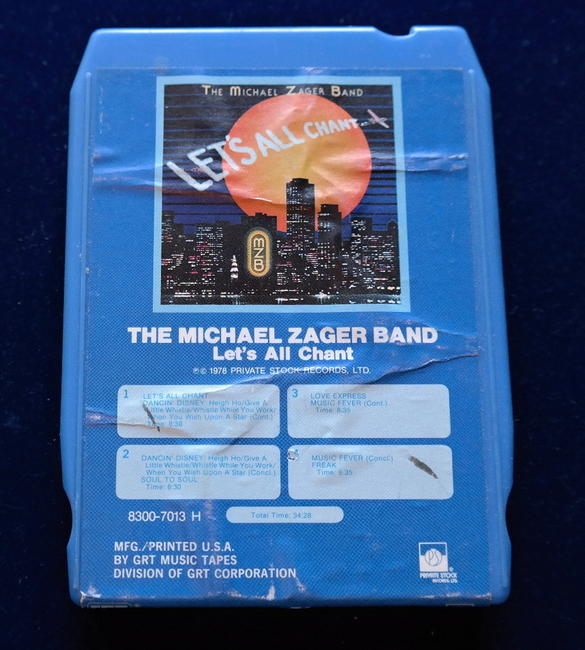 THE MICHAEL ZAGER BAND
LET'S ALL CHANT
MZB
THE MICHAEL ZAGER BAND
Let's All Chant
℗© 1978 PRIVATE STOCK RECORDS, LTD.
1 LET'S ALL CHANT
DANCIN' DISNEY: Heigh Ho/Give A
Little Whistle/Whistle While You Work/
When You Wish Upon A Star (Cont.)
Time: 8:38
2 DANCIN' DISNEY: Heigh Ho/Give A
Little Whistle/Whistle While You Work/
When You Wish Upon A Star (Concl.)
SOUL TO SOUL
Time: 8:30
3 LOVE EXPRESS
MUSIC FEVER (Cont.)
Time: 8:35
MUSIC FEVER (Concl.)
FREAK
Time: 8:35
8300-7013 H
Total Time: 34:28
MFG./PRINTED U.S.A.
BY GRT MUSIC TAPES
DIVISION OF GRT CORPORATION
PS
PRIVATE STOCK
RECORDS, LTD.